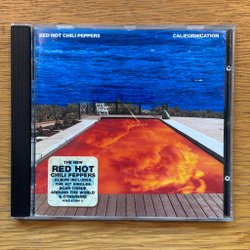 RED HOT CHILI PEPPERS
CALIFORNICATION
THE NEW
RED HOT
CHILI PEPPERS
ALBUM INCLUDES
THE HIT SINGLES
SCAR TISSUE
AROUND THE WORLD
& OTHERSIDE